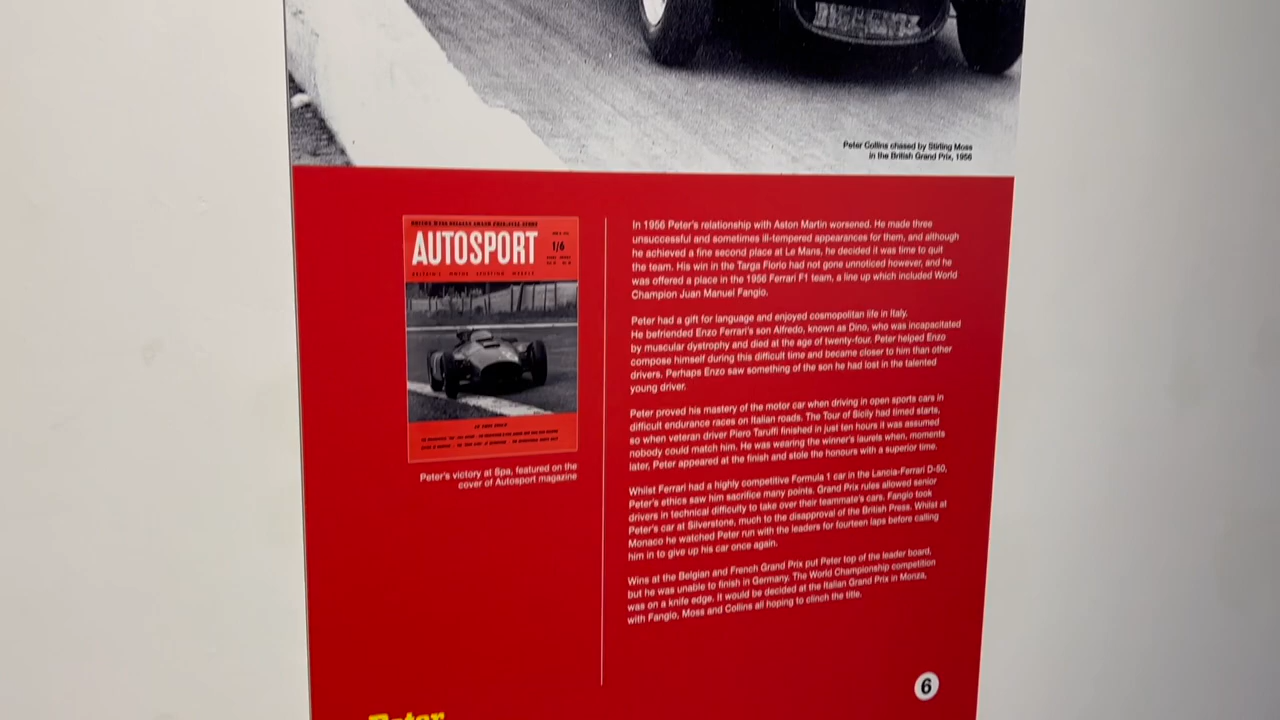 Peter Collins chased by Stirling Moss
in the British Grand Prix, 1956
AUTOSPORT
1/6
BRITAIN'S MOTOR SPORTING WEEKLY
Peter's victory at Spa, featured on the
cover of Autosport magazine
In 1956 Peter's relationship with Aston Martin worsened. He made three
unsuccessful and sometimes ill-tempered appearances for them, and although
he achieved a fine second place at Le Mans, he decided it was time to quit
the team. His win in the Targa Florio had not gone unnoticed however, and he
was offered a place in the 1956 Ferrari F1 team, a line up which included World
Champion Juan Manuel Fangio.
Peter had a gift for language and enjoyed cosmopolitan life in Italy.
He befriended Enzo Ferrari's son Alfredo, known as Dino, who was incapacitated
by muscular dystrophy and died at the age of twenty-four. Peter helped Enzo
compose himself during this difficult time and became closer to him than other
drivers. Perhaps Enzo saw something of the son he had lost in the talented
young driver.
Peter proved his mastery of the motor car when driving in open sports cars in
difficult endurance races on Italian roads. The Tour of Sicily had timed starts,
so when veteran driver Piero Taruffi finished in just ten hours it was assumed
nobody could match him. He was wearing the winner's laurels when, moments
later, Peter appeared at the finish and stole the honours with a superior time.
Whilst Ferrari had a highly competitive Formula 1 car in the Lancia-Ferrari D-50,
Peter's ethics saw him sacrifice many points. Grand Prix rules allowed senior
drivers in technical difficulty to take over their teammate's cars. Fangio took
Peter's car at Silverstone, much to the disapproval of the British Press. Whilst at
Monaco he watched Peter run with the leaders for fourteen laps before calling
him in to give up his car once again.
Wins at the Belgian and French Grand Prix put Peter top of the leader board,
but he was unable to finish in Germany. The World Championship competition
was on a knife edge. It would be decided at the Italian Grand Prix in Monza,
with Fangio, Moss and Collins all hoping to clinch the title.
6
Peter